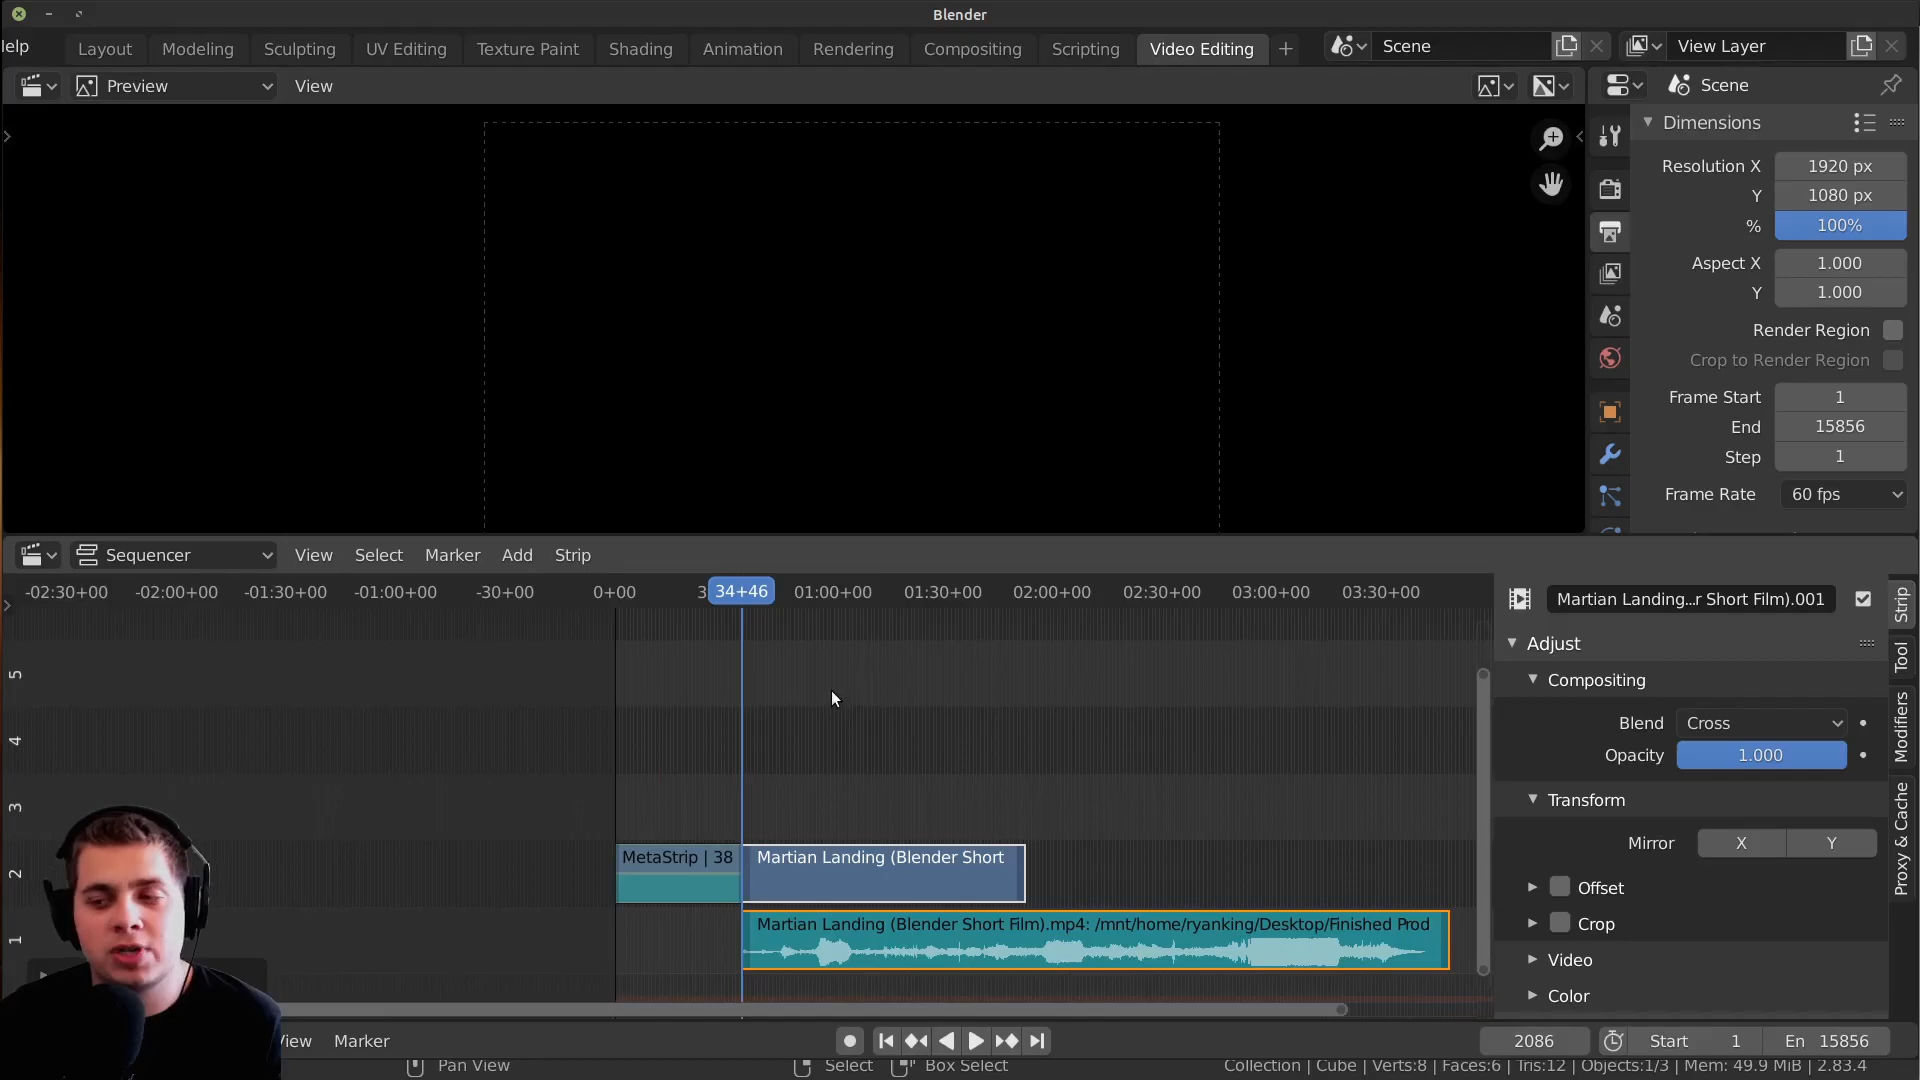 Blender
lelp Layout Modeling Sculpting UV Editing Texture Paint Shading Animation Rendering Compositing Scripting Video Editing + Scene View Layer
Preview View Scene
Dimensions
Resolution X 1920 px
Y 1080 px
% 100%
Aspect X 1.000
Y 1.000
Render Region
Crop to Render Region
Frame Start 1
End 15856
Step 1
Frame Rate 60 fps
Sequencer View Select Marker Add Strip
-02:30+00 -02:00+00 -01:30+00 -01:00+00 -30+00 0+00 3 34+46 01:00+00 01:30+00 02:00+00 02:30+00 03:00+00 03:30+00
Martian Landing...r Short Film).001
Strip
Tool
Modifiers
Proxy & Cache
Adjust
Compositing
Blend Cross
Opacity 1.000
Transform
Mirror X Y
Offset
Crop
Video
Color
5
4
3
2
1
MetaStrip | 38
Martian Landing (Blender Short
Martian Landing (Blender Short Film).mp4: /mnt/home/ryanking/Desktop/Finished Prod
View Marker 2086 Start 1 En 15856
Pan View Select Box Select Collection | Cube | Verts:8 | Faces:6 | Tris:12 | Objects:1/3 | Mem: 49.9 MiB | 2.83.4